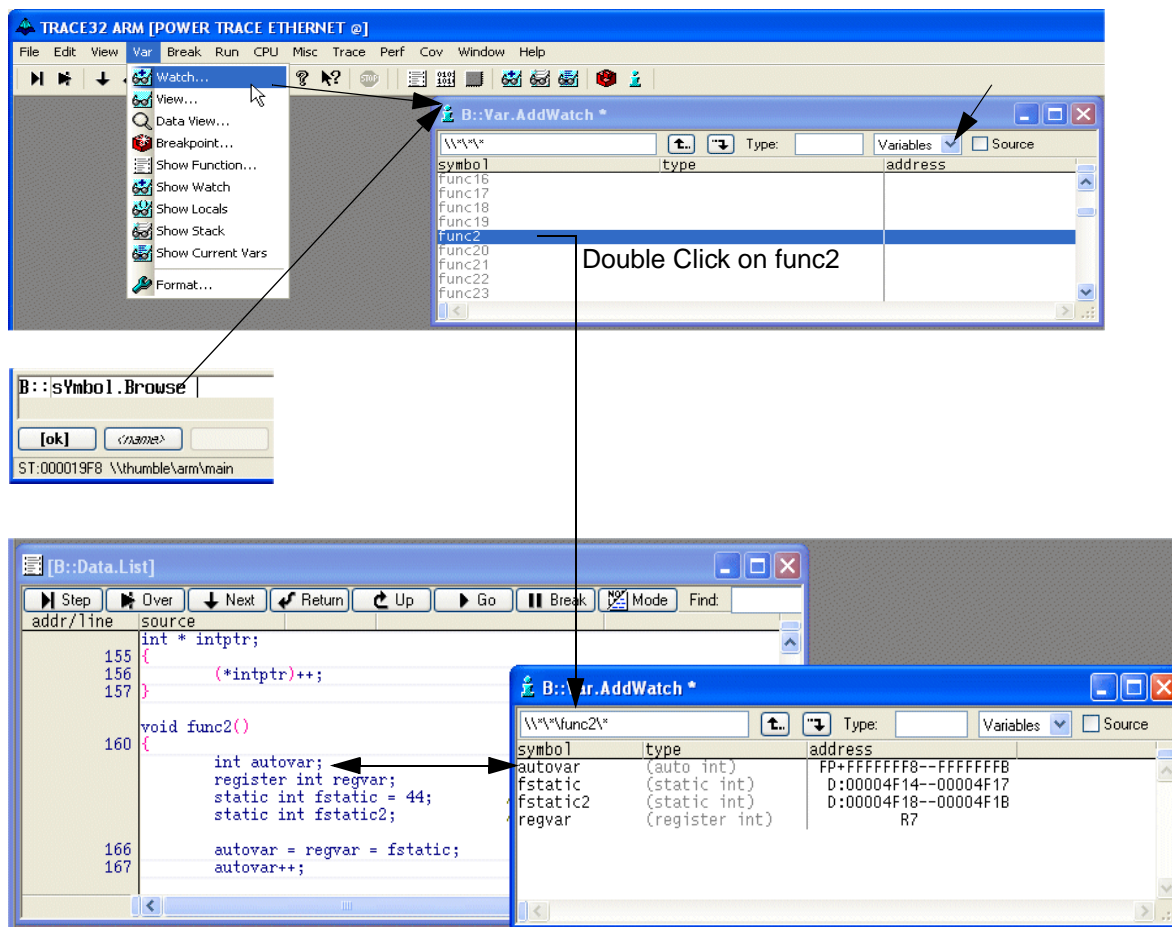 TRACE32 ARM [POWER TRACE ETHERNET @]
File Edit View Var Break Run CPU Misc Trace Perf Cov Window Help
Watch...
View...
Data View...
Breakpoint...
Show Function...
Show Watch
Show Locals
Show Stack
Show Current Vars
Format...
B::Var.AddWatch *
\\*\*\* Type: Variables Source
symbol type address
func16
func17
func18
func19
func2
func20
func21
func22
func23
Double Click on func2
B::sYmbol.Browse
[ok] <name>
ST:000019F8 \\thumble\arm\main
[B::Data.List]
Step Over Next Return Up Go Break Mode Find:
addr/line source
int * intptr;
155 {
156 (*intptr)++;
157 }
void func2()
160 {
int autovar;
register int regvar;
static int fstatic = 44;
static int fstatic2;
166 autovar = regvar = fstatic;
167 autovar++;
B::Var.AddWatch *
\\*\*\func2\* Type: Variables Source
symbol type address
autovar (auto int) FP+FFFFFFF8--FFFFFFFB
fstatic (static int) D:00004F14--00004F17
fstatic2 (static int) D:00004F18--00004F1B
regvar (register int) R7